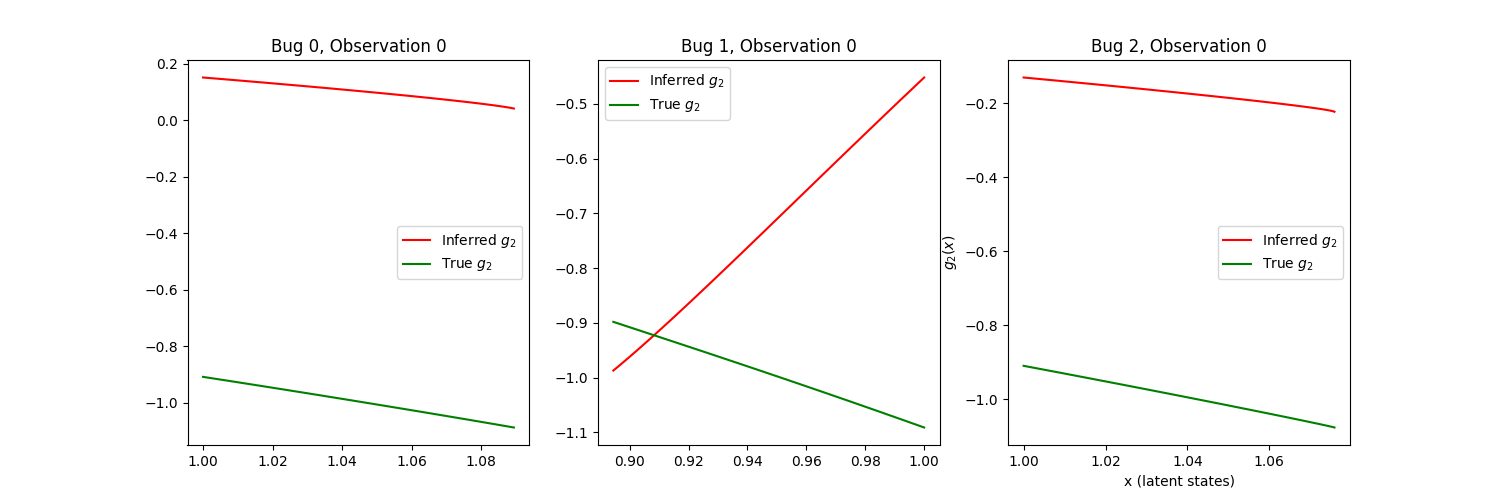 Bug 0, Observation 0
0.2
0.0
−0.2
−0.4
−0.6
−0.8
−1.0
Inferred g₂
True g₂
1.00 1.02 1.04 1.06 1.08
Bug 1, Observation 0
Inferred g₂
True g₂
−0.5
−0.6
−0.7
−0.8
−0.9
−1.0
−1.1
0.90 0.92 0.94 0.96 0.98 1.00
Bug 2, Observation 0
g₂(x)
−0.2
−0.4
−0.6
−0.8
−1.0
Inferred g₂
True g₂
1.00 1.02 1.04 1.06
x (latent states)